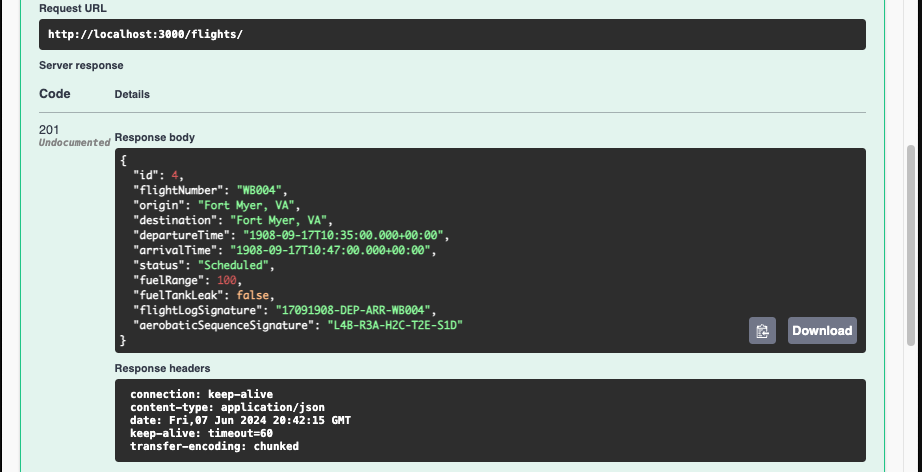 Request URL
http://localhost:3000/flights/
Server response
Code Details
201
Undocumented
Response body
{
  "id": 4,
  "flightNumber": "WB004",
  "origin": "Fort Myer, VA",
  "destination": "Fort Myer, VA",
  "departureTime": "1908-09-17T10:35:00.000+00:00",
  "arrivalTime": "1908-09-17T10:47:00.000+00:00",
  "status": "Scheduled",
  "fuelRange": 100,
  "fuelTankLeak": false,
  "flightLogSignature": "17091908-DEP-ARR-WB004",
  "aerobaticSequenceSignature": "L4B-R3A-H2C-T2E-S1D"
}
Download
Response headers
connection: keep-alive
content-type: application/json
date: Fri,07 Jun 2024 20:42:15 GMT
keep-alive: timeout=60
transfer-encoding: chunked